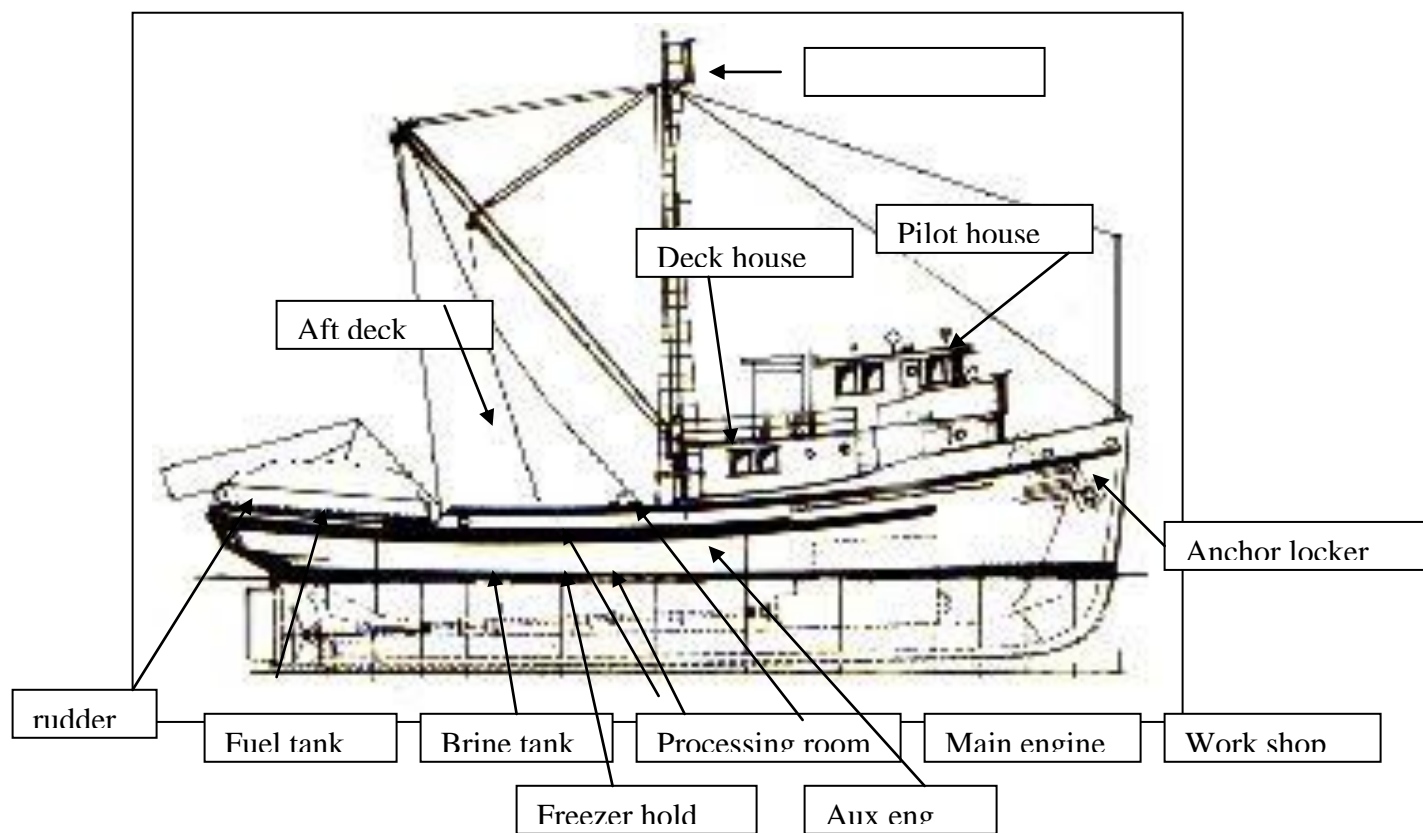 Pilot house
Deck house
Aft deck
Anchor locker
rudder
Fuel tank
Brine tank
Processing room
Main engine
Work shop
Freezer hold
Aux eng